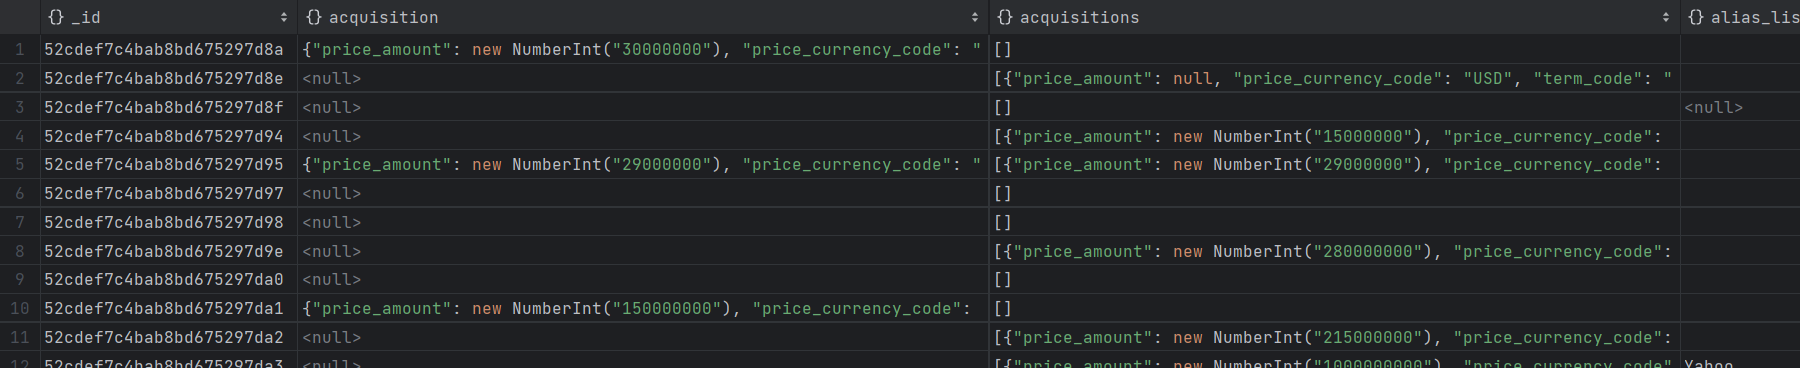 {} _id {} acquisition {} acquisitions {} alias_lis
1 52cdef7c4bab8bd675297d8a {"price_amount": new NumberInt("30000000"), "price_currency_code": " []
2 52cdef7c4bab8bd675297d8e <null> [{"price_amount": null, "price_currency_code": "USD", "term_code": "
3 52cdef7c4bab8bd675297d8f <null> [] <null>
4 52cdef7c4bab8bd675297d94 <null> [{"price_amount": new NumberInt("15000000"), "price_currency_code":
5 52cdef7c4bab8bd675297d95 {"price_amount": new NumberInt("29000000"), "price_currency_code": " [{"price_amount": new NumberInt("29000000"), "price_currency_code":
6 52cdef7c4bab8bd675297d97 <null> []
7 52cdef7c4bab8bd675297d98 <null> []
8 52cdef7c4bab8bd675297d9e <null> [{"price_amount": new NumberInt("280000000"), "price_currency_code":
9 52cdef7c4bab8bd675297da0 <null> []
10 52cdef7c4bab8bd675297da1 {"price_amount": new NumberInt("150000000"), "price_currency_code": []
11 52cdef7c4bab8bd675297da2 <null> [{"price_amount": new NumberInt("215000000"), "price_currency_code":
12 52cdef7c4bab8bd675297da3 <null> [{"price_amount": new NumberInt("1000000000"), "price_currency_code" Yahoo